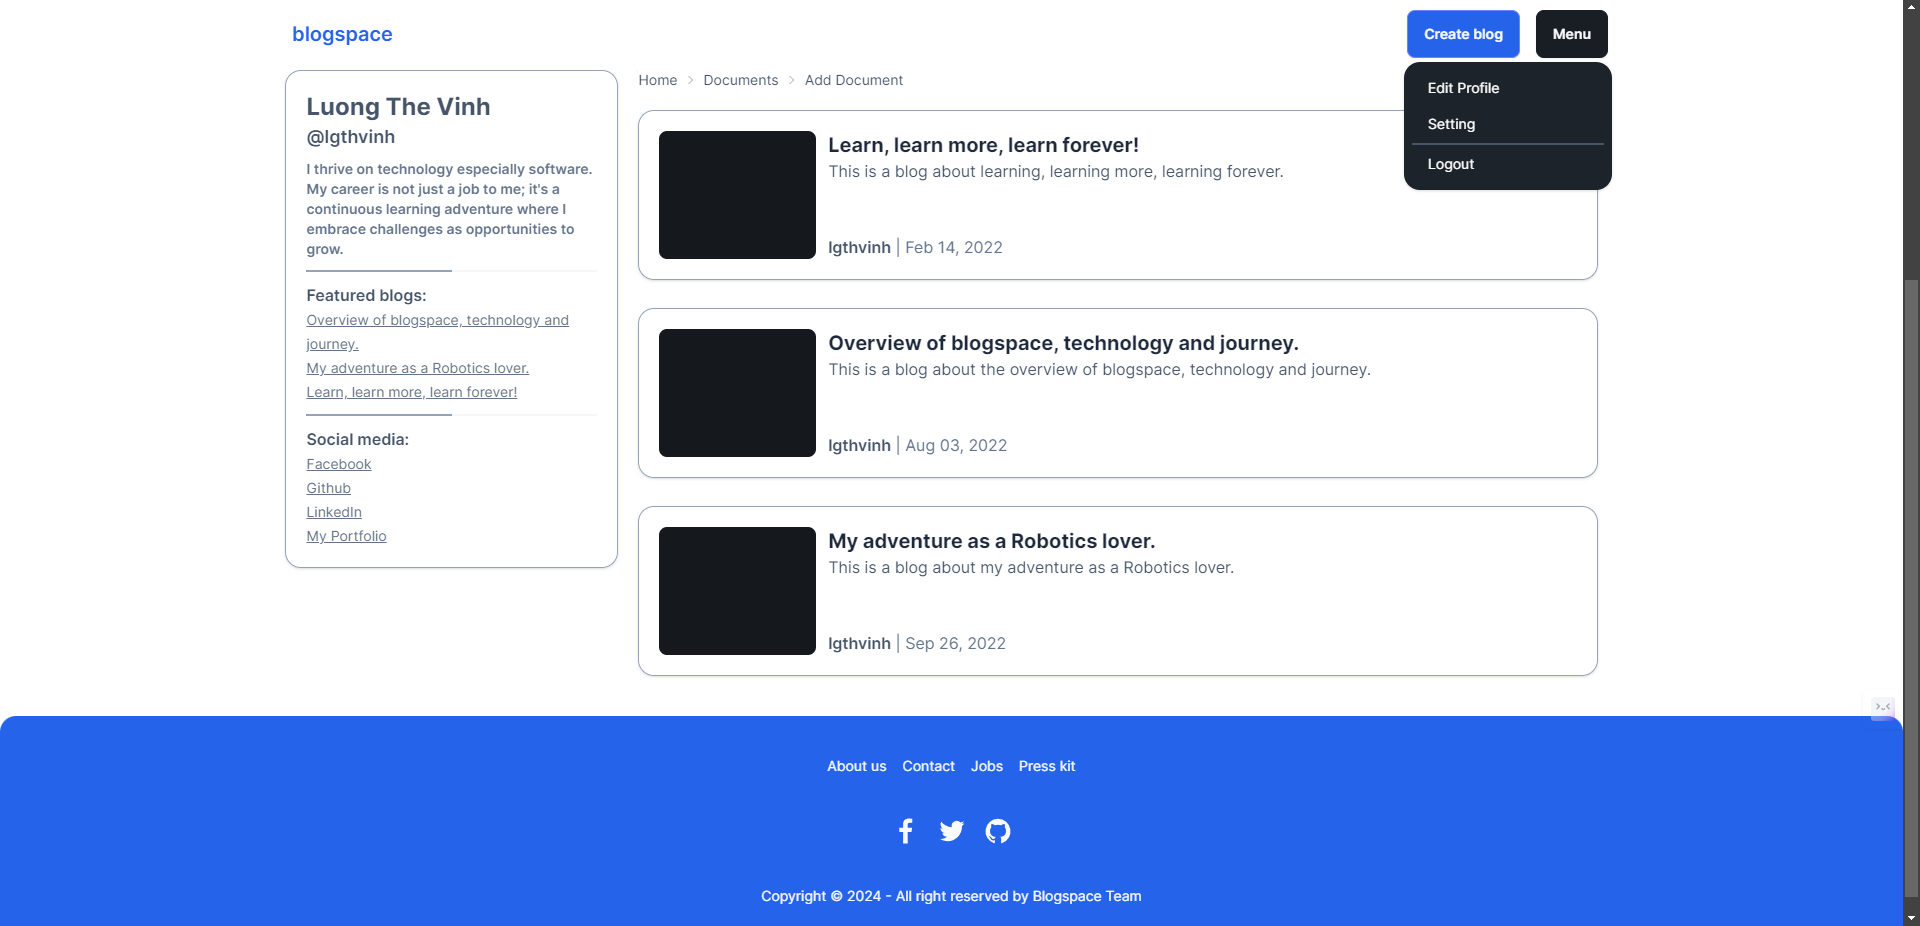 blogspace
Create blog
Menu
Edit Profile
Setting
Logout
Luong The Vinh
@lgthvinh
I thrive on technology especially software.
My career is not just a job to me; it's a
continuous learning adventure where I
embrace challenges as opportunities to
grow.
Featured blogs:
Overview of blogspace, technology and
journey.
My adventure as a Robotics lover.
Learn, learn more, learn forever!
Social media:
Facebook
Github
LinkedIn
My Portfolio
Home > Documents > Add Document
Learn, learn more, learn forever!
This is a blog about learning, learning more, learning forever.
lgthvinh | Feb 14, 2022
Overview of blogspace, technology and journey.
This is a blog about the overview of blogspace, technology and journey.
lgthvinh | Aug 03, 2022
My adventure as a Robotics lover.
This is a blog about my adventure as a Robotics lover.
lgthvinh | Sep 26, 2022
About us Contact Jobs Press kit
Copyright © 2024 - All right reserved by Blogspace Team